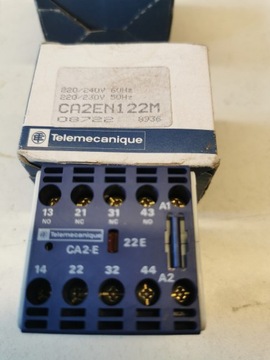 220/240V 60Hz
220/230V 50Hz
CA2EN122M
08722 8936
Telemecanique
13 21 31 43 A1
NO NC NC NO
Telemecanique
CA2-E 22E
14 22 32 44 A2